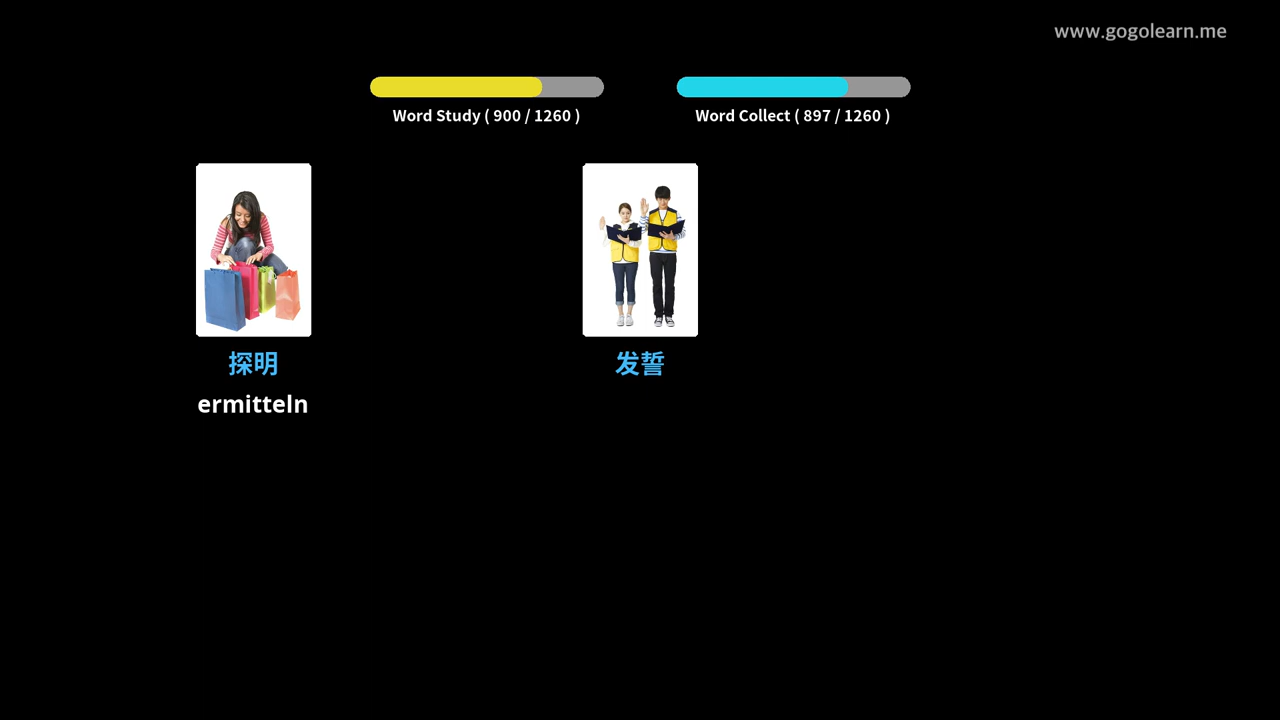 www.gogolearn.me
Word Study ( 900 / 1260 )
Word Collect ( 897 / 1260 )
探明
发誓
ermitteln